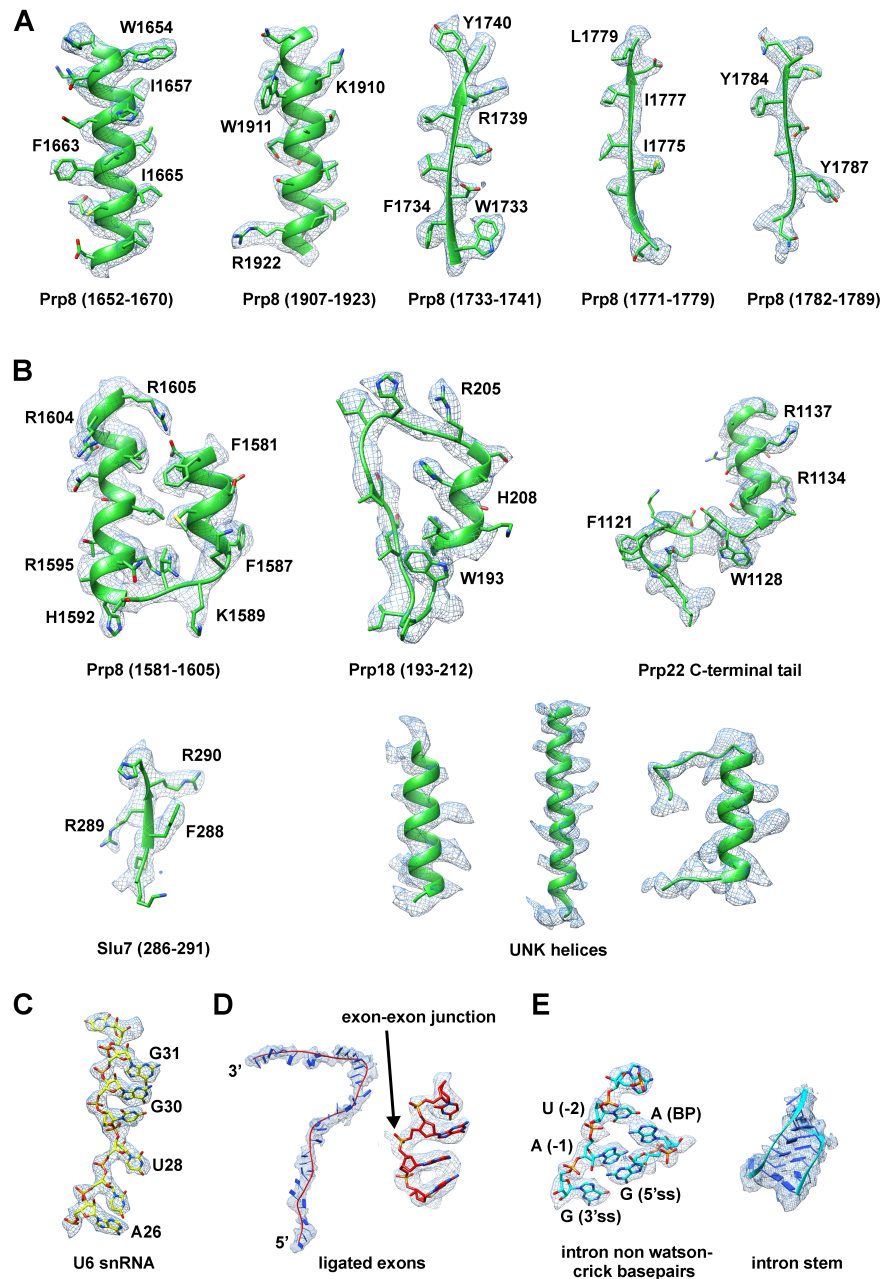 A
W1654
I1657
F1663
I1665
Prp8 (1652-1670)
K1910
W1911
R1922
Prp8 (1907-1923)
Y1740
R1739
F1734
W1733
Prp8 (1733-1741)
L1779
I1777
I1775
Prp8 (1771-1779)
Y1784
Y1787
Prp8 (1782-1789)
B
R1605
R1604
F1581
R1595
F1587
H1592
K1589
Prp8 (1581-1605)
R205
H208
W193
Prp18 (193-212)
R1137
R1134
F1121
W1128
Prp22 C-terminal tail
R290
R289
F288
Slu7 (286-291)
UNK helices
C
G31
G30
U28
A26
U6 snRNA
D
exon-exon junction
3’
5’
ligated exons
E
U (-2)
A (BP)
A (-1)
G (5’ss)
G (3’ss)
intron non watson-
crick basepairs
intron stem